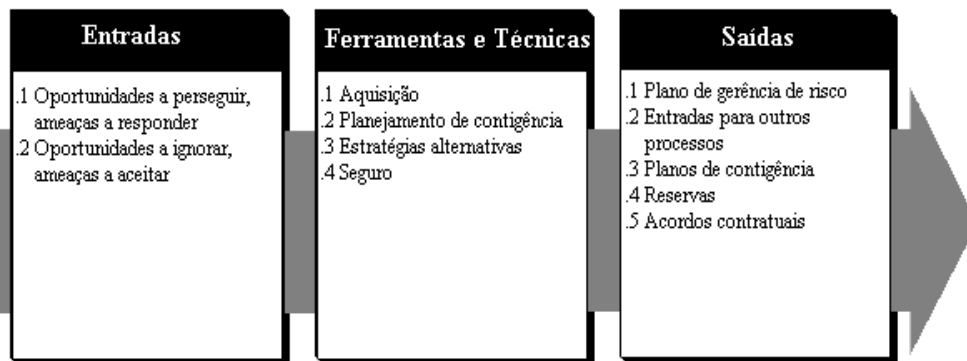 Entradas
.1 Oportunidades a perseguir,
ameaças a responder
.2 Oportunidades a ignorar,
ameaças a aceitar
Ferramentas e Técnicas
.1 Aquisição
.2 Planejamento de contigência
.3 Estratégias alternativas
.4 Seguro
Saídas
.1 Plano de gerência de risco
.2 Entradas para outros
processos
.3 Planos de contigência
.4 Reservas
.5 Acordos contratuais